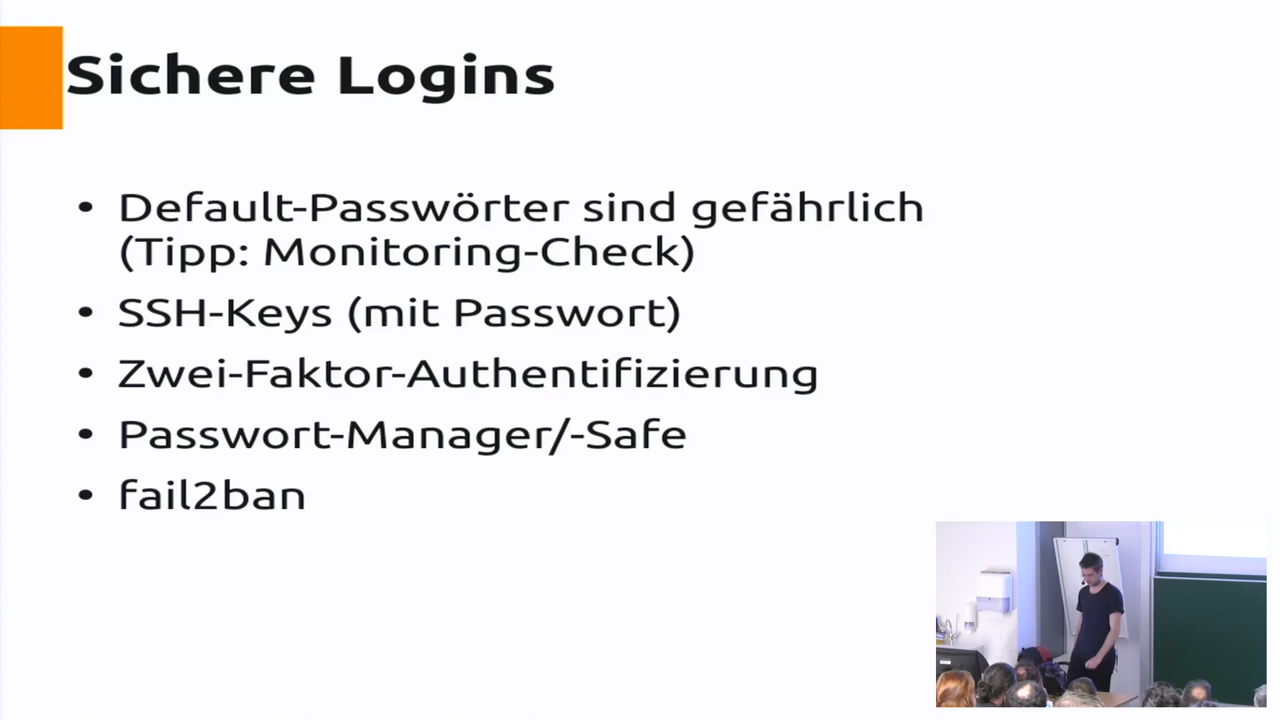 Sichere Logins
• Default-Passwörter sind gefährlich
(Tipp: Monitoring-Check)
• SSH-Keys (mit Passwort)
• Zwei-Faktor-Authentifizierung
• Passwort-Manager/-Safe
• fail2ban